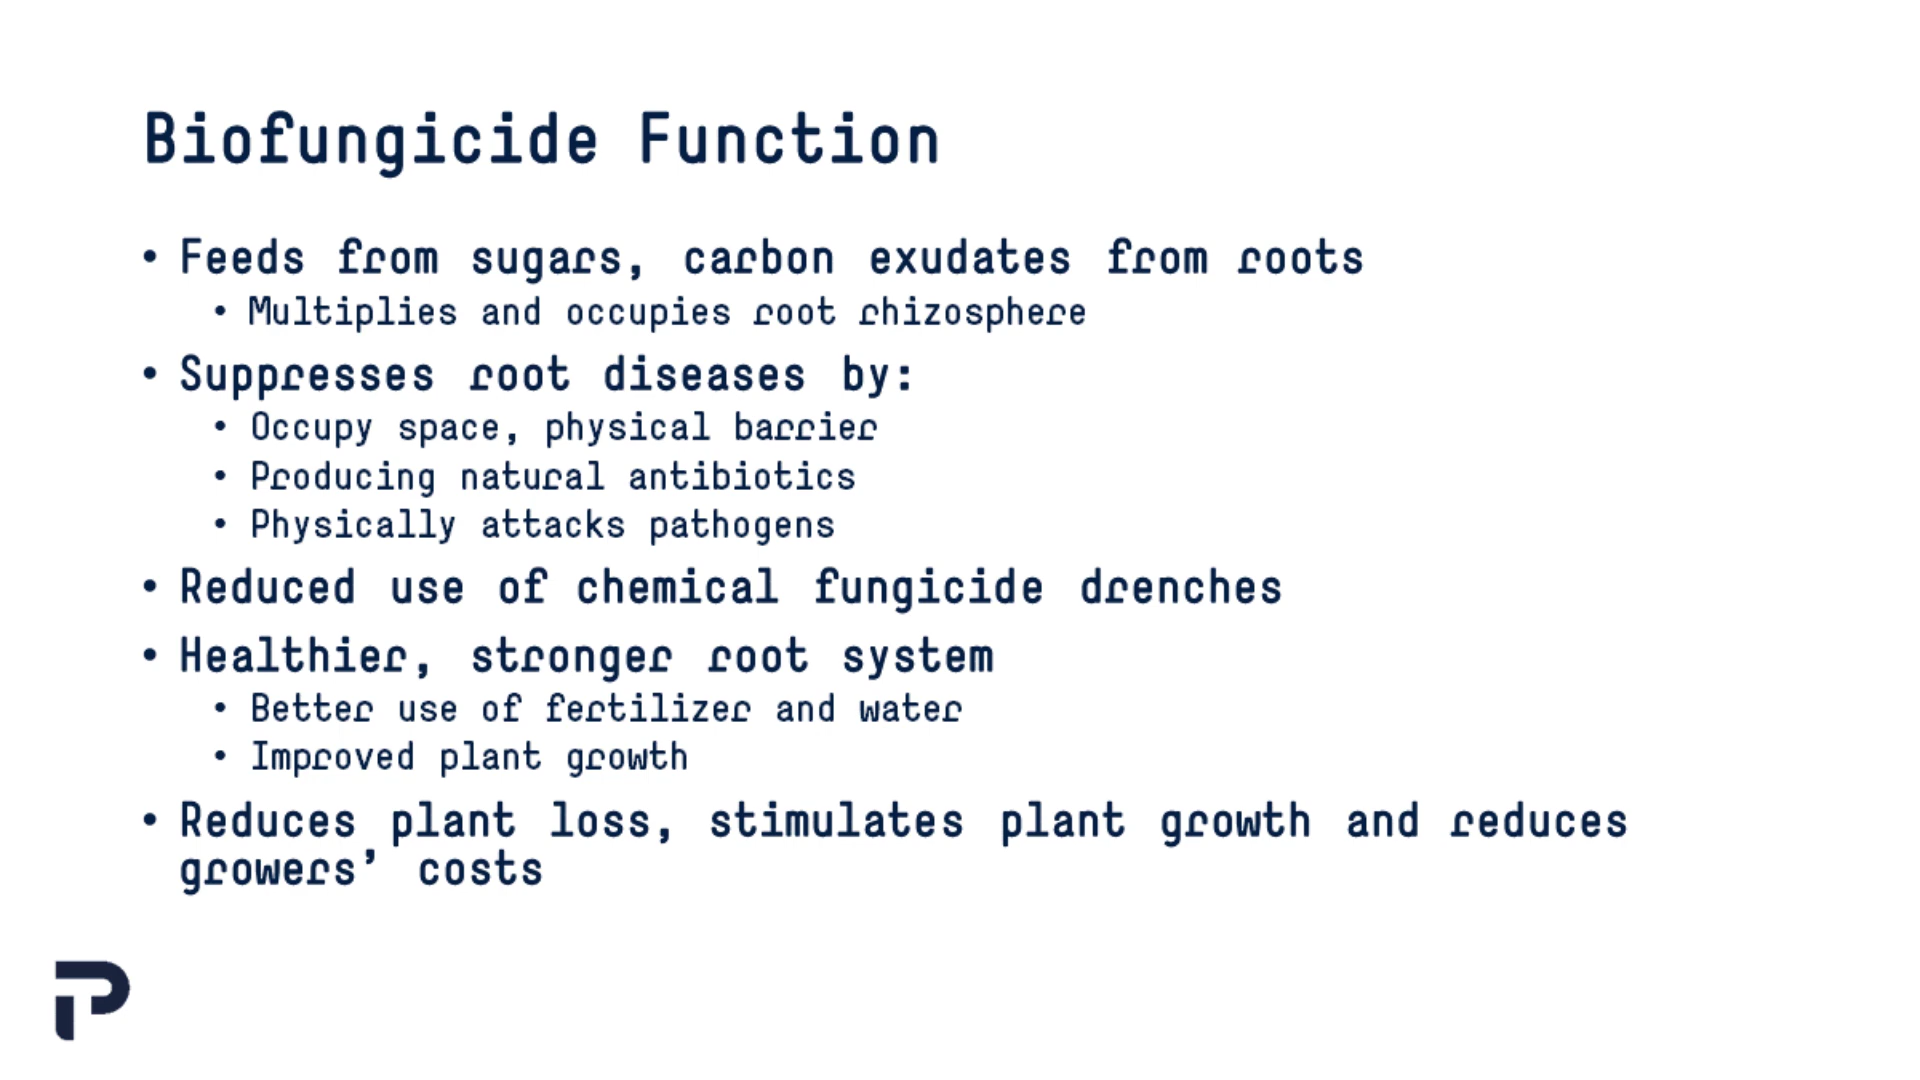 Biofungicide Function
• Feeds from sugars, carbon exudates from roots
• Multiplies and occupies root rhizosphere
• Suppresses root diseases by:
• Occupy space, physical barrier
• Producing natural antibiotics
• Physically attacks pathogens
• Reduced use of chemical fungicide drenches
• Healthier, stronger root system
• Better use of fertilizer and water
• Improved plant growth
• Reduces plant loss, stimulates plant growth and reduces
growers’ costs
P